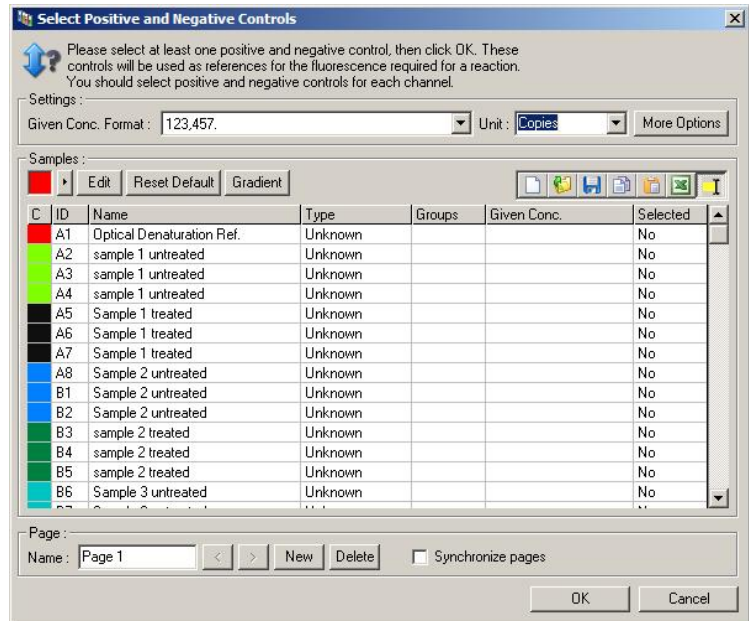 Select Positive and Negative Controls
Please select at least one positive and negative control, then click OK. These
controls will be used as references for the fluorescence required for a reaction.
You should select positive and negative controls for each channel.
Settings :
Given Conc. Format : 123,457. Unit : Copies More Options
Samples :
Edit Reset Default Gradient
C ID Name Type Groups Given Conc. Selected
A1 Optical Denaturation Ref. Unknown No
A2 sample 1 untreated Unknown No
A3 sample 1 untreated Unknown No
A4 sample 1 untreated Unknown No
A5 Sample 1 treated Unknown No
A6 Sample 1 treated Unknown No
A7 Sample 1 treated Unknown No
A8 Sample 2 untreated Unknown No
B1 Sample 2 untreated Unknown No
B2 Sample 2 untreated Unknown No
B3 sample 2 treated Unknown No
B4 sample 2 treated Unknown No
B5 sample 2 treated Unknown No
B6 Sample 3 untreated Unknown No
Page :
Name : Page 1 < > New Delete Synchronize pages
OK Cancel